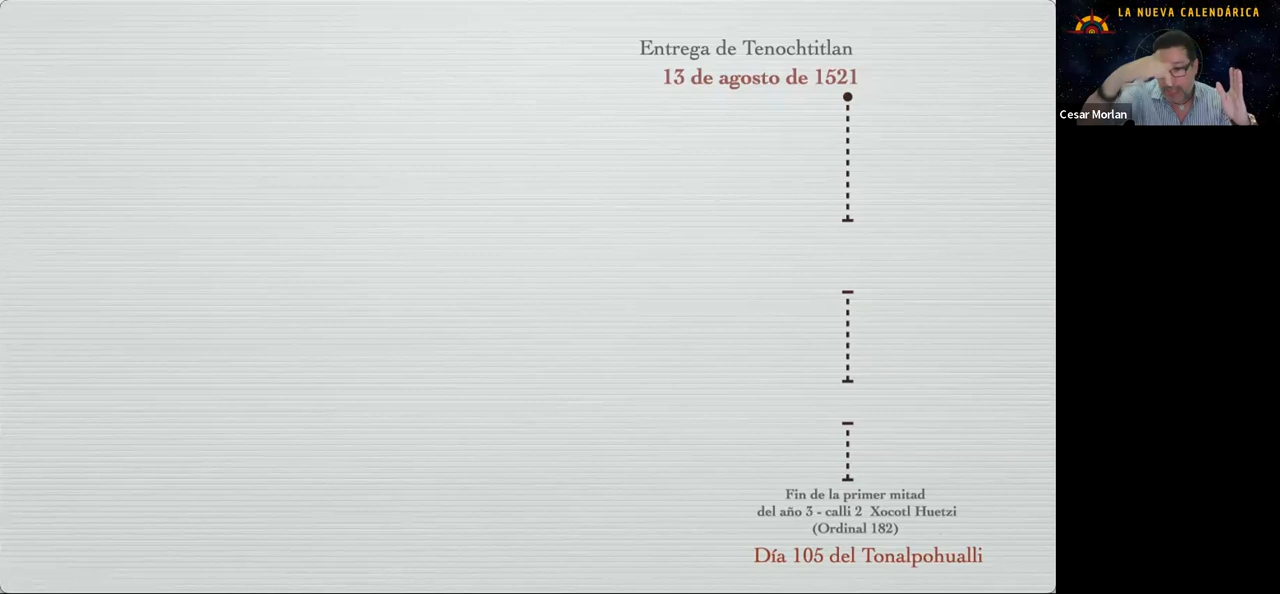 Entrega de Tenochtitlan
13 de agosto de 1521
Fin de la primer mitad
del año 3 - calli 2 Xocotl Huetzi
(Ordinal 182)
Día 105 del Tonalpohualli
LA NUEVA CALENDÁRICA
Cesar Morlan